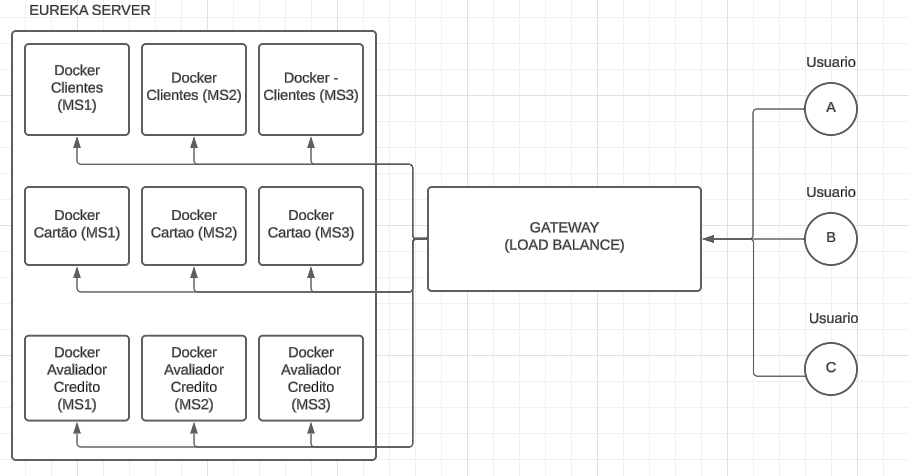 EUREKA SERVER
Docker
Clientes
(MS1)
Docker
Clientes (MS2)
Docker -
Clientes (MS3)
Docker
Cartão (MS1)
Docker
Cartao (MS2)
Docker
Cartao (MS3)
Docker
Avaliador
Credito
(MS1)
Docker
Avaliador
Credito
(MS2)
Docker
Avaliador
Credito
(MS3)
GATEWAY
(LOAD BALANCE)
Usuario
A
Usuario
B
Usuario
C